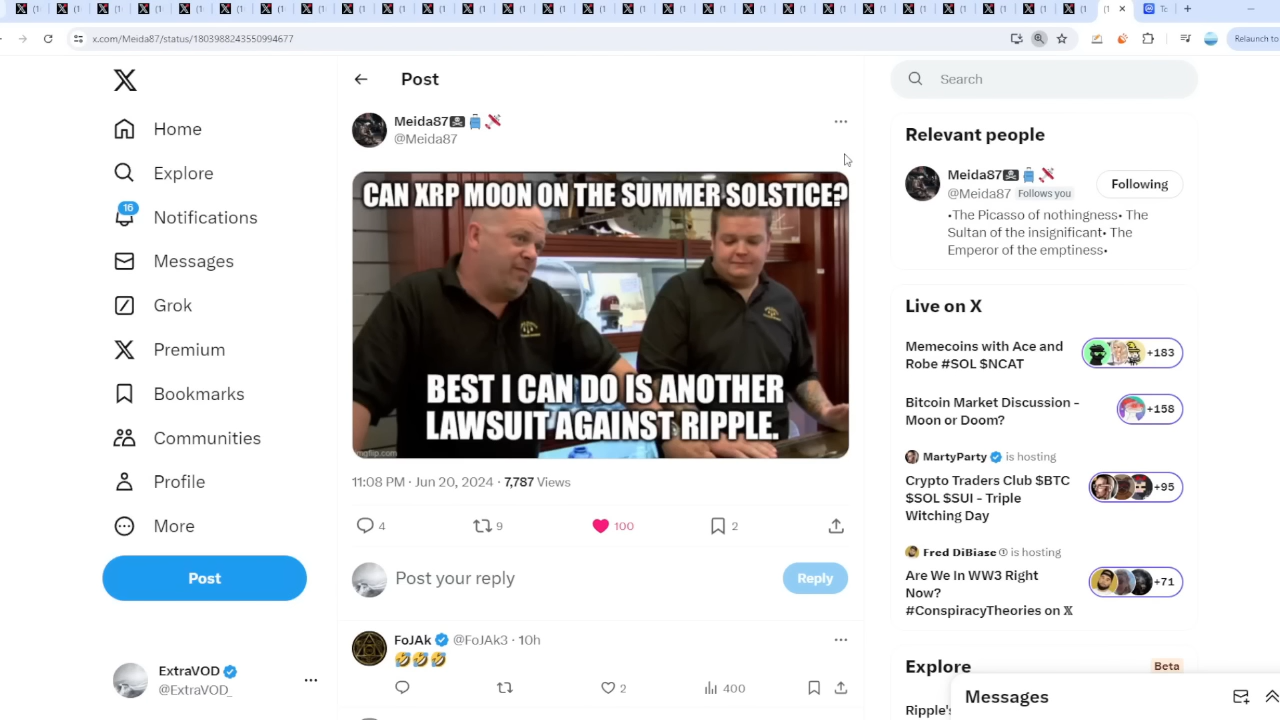 x.com/Meida87/status/1803988243550994677
Relaunch to
Home
Explore
16
Notifications
Messages
Grok
Premium
Bookmarks
Communities
Profile
More
Post
ExtraVOD
@ExtraVOD_
Post
Meida87
@Meida87
CAN XRP MOON ON THE SUMMER SOLSTICE?
BEST I CAN DO IS ANOTHER
LAWSUIT AGAINST RIPPLE.
imgflip.com
11:08 PM · Jun 20, 2024 · 7,787 Views
4
9
100
2
Post your reply
Reply
FoJAk @FoJAk3 · 10h
🤣🤣🤣
2
400
Search
Relevant people
Meida87
@Meida87 Follows you
Following
•The Picasso of nothingness• The
Sultan of the insignificant• The
Emperor of the emptiness•
Live on X
Memecoins with Ace and
Robe #SOL $NCAT
+183
Bitcoin Market Discussion -
Moon or Doom?
+158
MartyParty is hosting
Crypto Traders Club $BTC
$SOL $SUI - Triple
Witching Day
+95
Fred DiBiase is hosting
Are We In WW3 Right
Now?
#ConspiracyTheories on 𝕏
+71
Explore
Beta
Ripple's
Messages